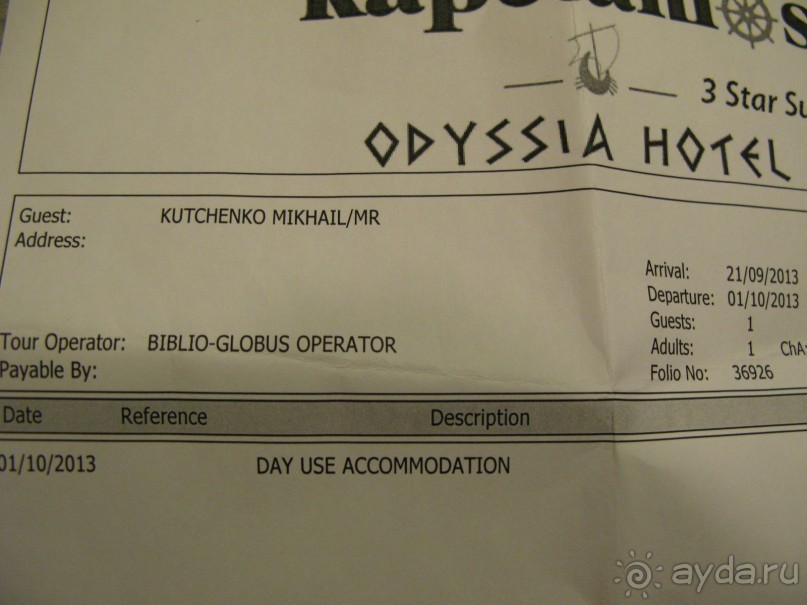 3 Star Su
ODYSSIA HOTEL
Guest: KUTCHENKO MIKHAIL/MR
Address:
Arrival: 21/09/2013
Departure: 01/10/2013
Guests: 1
Tour Operator: BIBLIO-GLOBUS OPERATOR
Adults: 1 ChA:
Payable By:
Folio No: 36926
Date Reference Description
01/10/2013 DAY USE ACCOMMODATION
ayda.ru